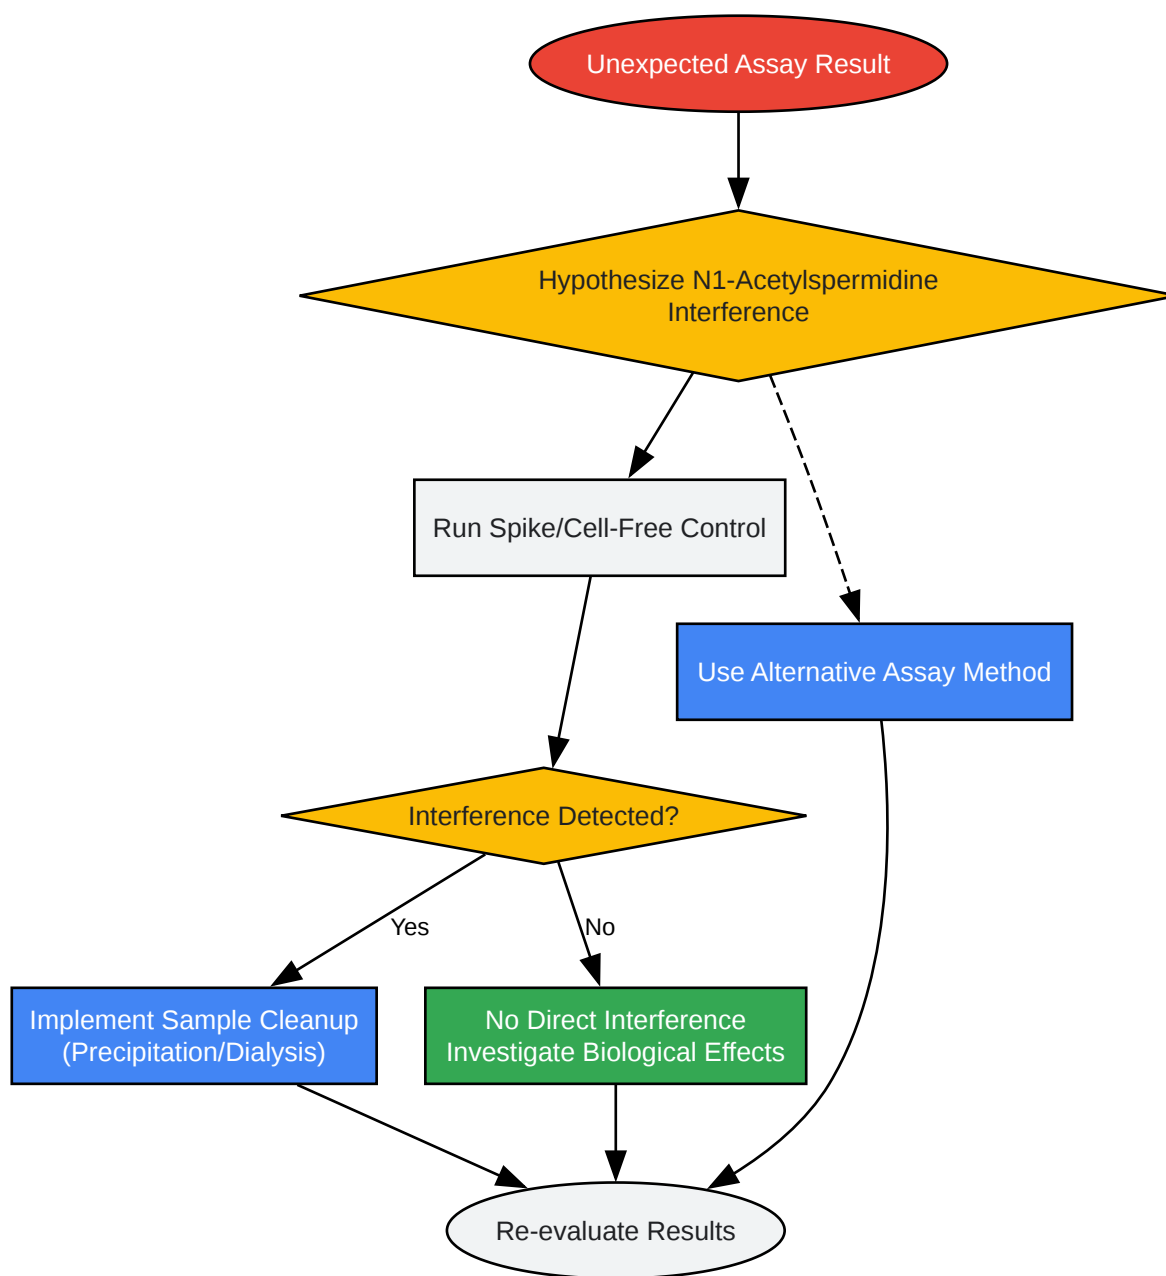 Unexpected Assay Result
Hypothesize N1-Acetylspermidine
Interference
Run Spike/Cell-Free Control
Use Alternative Assay Method
Interference Detected?
Yes
No
Implement Sample Cleanup
(Precipitation/Dialysis)
No Direct Interference
Investigate Biological Effects
Re-evaluate Results